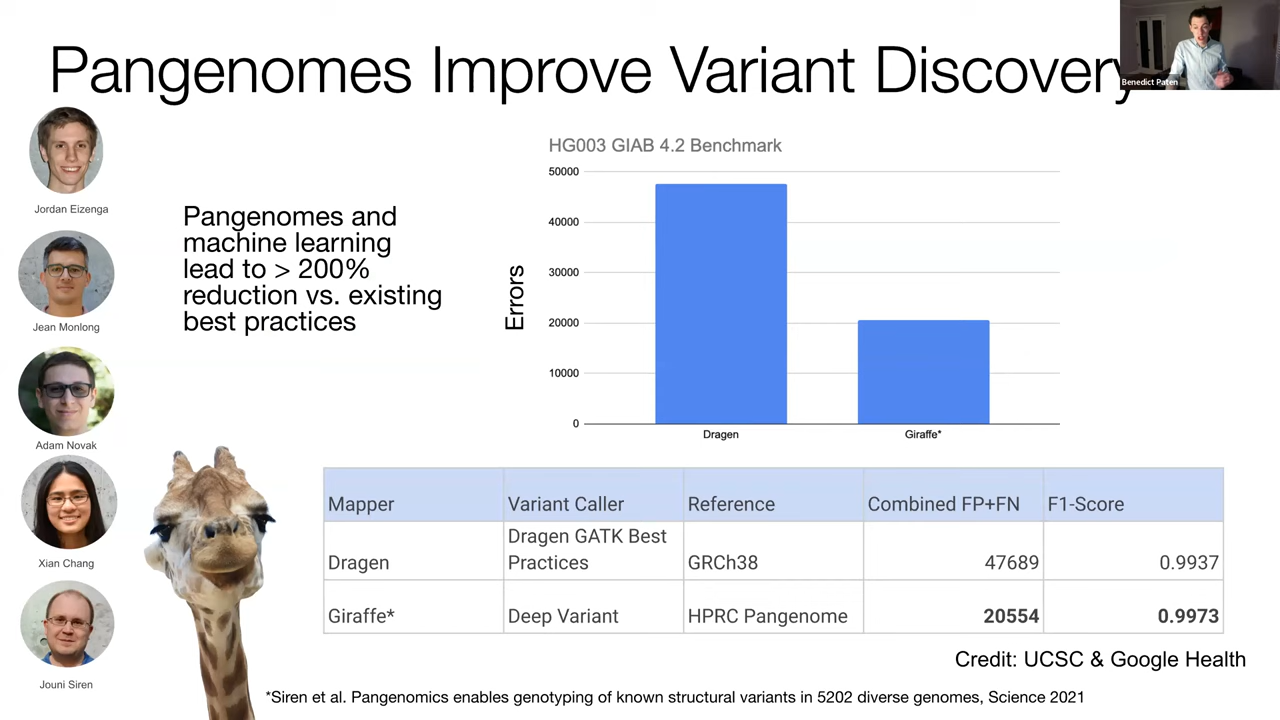 Pangenomes Improve Variant Discovery
Benedict Paten
Jordan Eizenga
Jean Monlong
Adam Novak
Xian Chang
Jouni Siren
Pangenomes and
machine learning
lead to > 200%
reduction vs. existing
best practices
HG003 GIAB 4.2 Benchmark
Errors
50000
40000
30000
20000
10000
0
Dragen Giraffe*
Mapper Variant Caller Reference Combined FP+FN F1-Score
Dragen Dragen GATK Best Practices GRCh38 47689 0.9937
Giraffe* Deep Variant HPRC Pangenome 20554 0.9973
Credit: UCSC & Google Health
*Siren et al. Pangenomics enables genotyping of known structural variants in 5202 diverse genomes, Science 2021